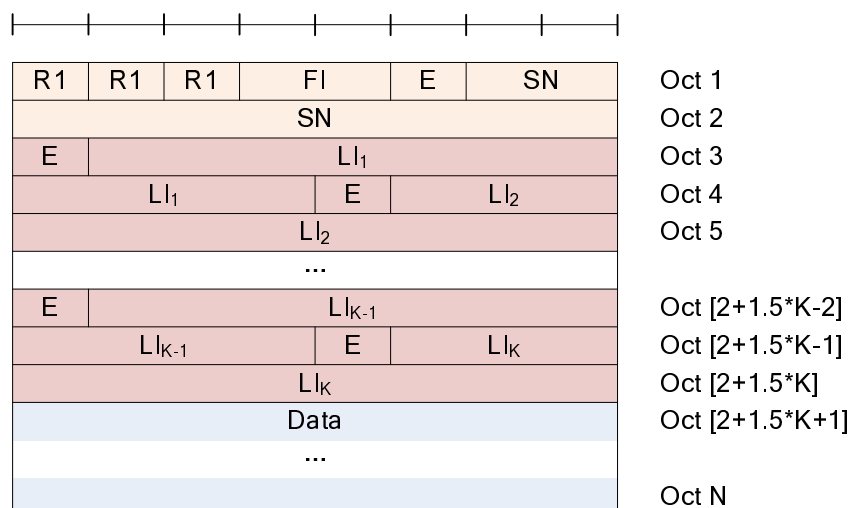 R1 R1 R1 FI E SN Oct 1
SN Oct 2
E LI₁ Oct 3
LI₁ E LI₂ Oct 4
LI₂ Oct 5
...
E LIK-1 Oct [2+1.5*K-2]
LIK-1 E LIK Oct [2+1.5*K-1]
LIK Oct [2+1.5*K]
Data Oct [2+1.5*K+1]
...
Oct N